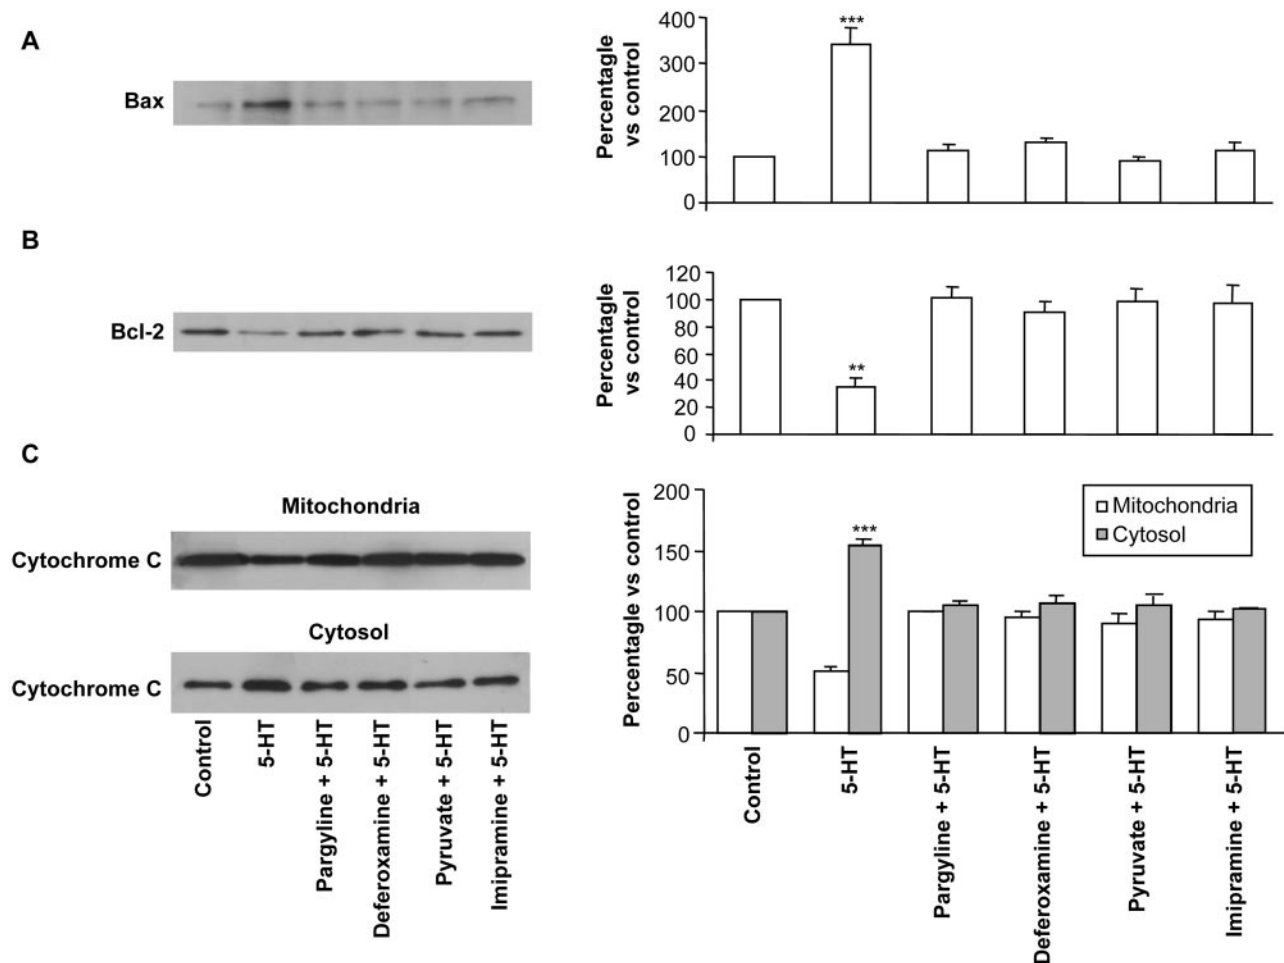 A
Bax
Percentagle
vs control
400
300
200
100
0
***
B
Bcl-2
Percentagle
vs control
120
100
80
60
40
20
0
**
C
Mitochondria
Cytochrome C
Cytosol
Cytochrome C
Control
5-HT
Pargyline + 5-HT
Deferoxamine + 5-HT
Pyruvate + 5-HT
Imipramine + 5-HT
Percentagle vs control
200
150
100
50
0
***
Mitochondria
Cytosol
Control
5-HT
Pargyline + 5-HT
Deferoxamine + 5-HT
Pyruvate + 5-HT
Imipramine + 5-HT